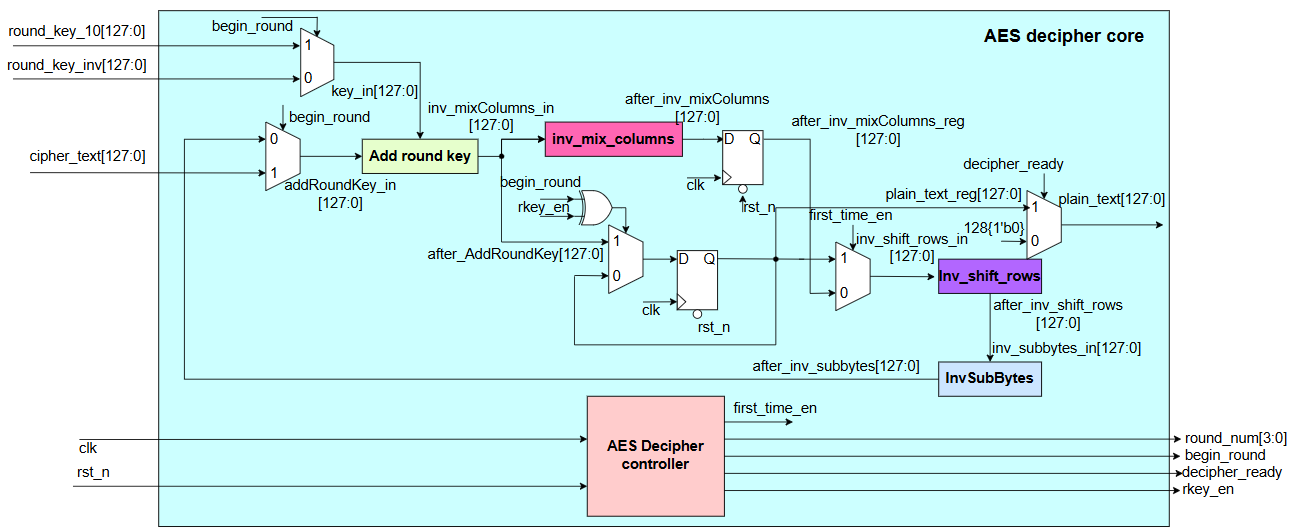 begin_round
round_key_10[127:0]
1
AES decipher core
round_key_inv[127:0]
0
key_in[127:0]
inv_mixColumns_in
[127:0]
after_inv_mixColumns
[127:0]
begin_round
0
cipher_text[127:0]
1
addRoundKey_in
[127:0]
Add round key
inv_mix_columns
D
Q
clk
rst_n
after_inv_mixColumns_reg
[127:0]
decipher_ready
plain_text_reg[127:0]
1
plain_text[127:0]
128{1'b0}
0
begin_round
rkey_en
1
after_AddRoundKey[127:0]
0
D
Q
clk
rst_n
first_time_en
inv_shift_rows_in
[127:0]
1
0
Inv_shift_rows
after_inv_shift_rows
[127:0]
inv_subbytes_in[127:0]
after_inv_subbytes[127:0]
InvSubBytes
first_time_en
AES Decipher
controller
clk
rst_n
round_num[3:0]
begin_round
decipher_ready
rkey_en